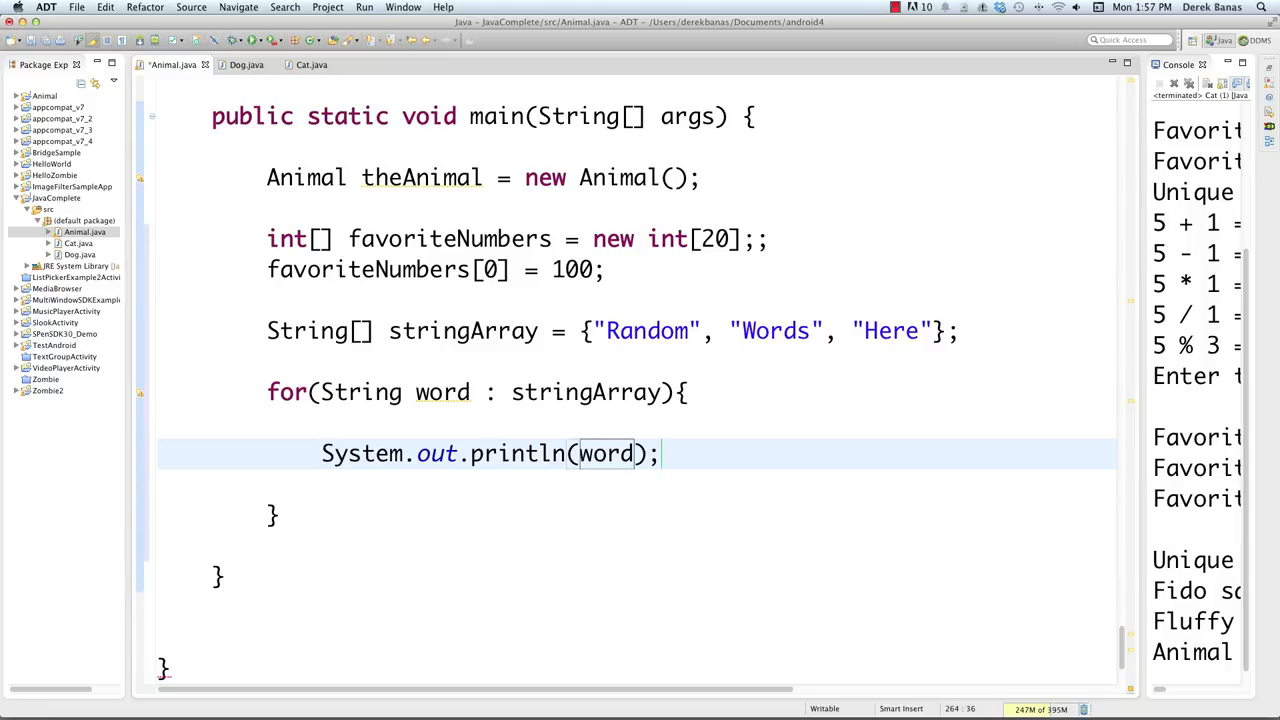 ADT File Edit Refactor Source Navigate Search Project Run Window Help 10 Mon 1:57 PM Derek Banas
Java - JavaComplete/src/Animal.java - ADT - /Users/derekbanas/Documents/android4
Quick Access Java DDMS
Package Exp
*Animal.java Dog.java Cat.java
Console
<terminated> Cat (1) [Java
Animal
appcompat_v7
appcompat_v7_2
appcompat_v7_3
appcompat_v7_4
BridgeSample
HelloWorld
HelloZombie
ImageFilterSampleApp
JavaComplete
src
(default package)
Animal.java
Cat.java
Dog.java
JRE System Library [Ja
ListPickerExample2Activi
MediaBrowser
MultiWindowSDKExample
MusicPlayerActivity
SlookActivity
SPenSDK30_Demo
TestAndroid
TextGroupActivity
VideoPlayerActivity
Zombie
Zombie2
public static void main(String[] args) {
Animal theAnimal = new Animal();
int[] favoriteNumbers = new int[20];;
favoriteNumbers[0] = 100;
String[] stringArray = {"Random", "Words", "Here"};
for(String word : stringArray){
System.out.println(word);
}
}
}
Favorit
Favorit
Unique
5 + 1 =
5 - 1 =
5 * 1 =
5 / 1 =
5 % 3 =
Enter t
Favorit
Favorit
Favorit
Unique
Fido sa
Fluffy
Animal
Writable Smart Insert 264 : 36 247M of 395M